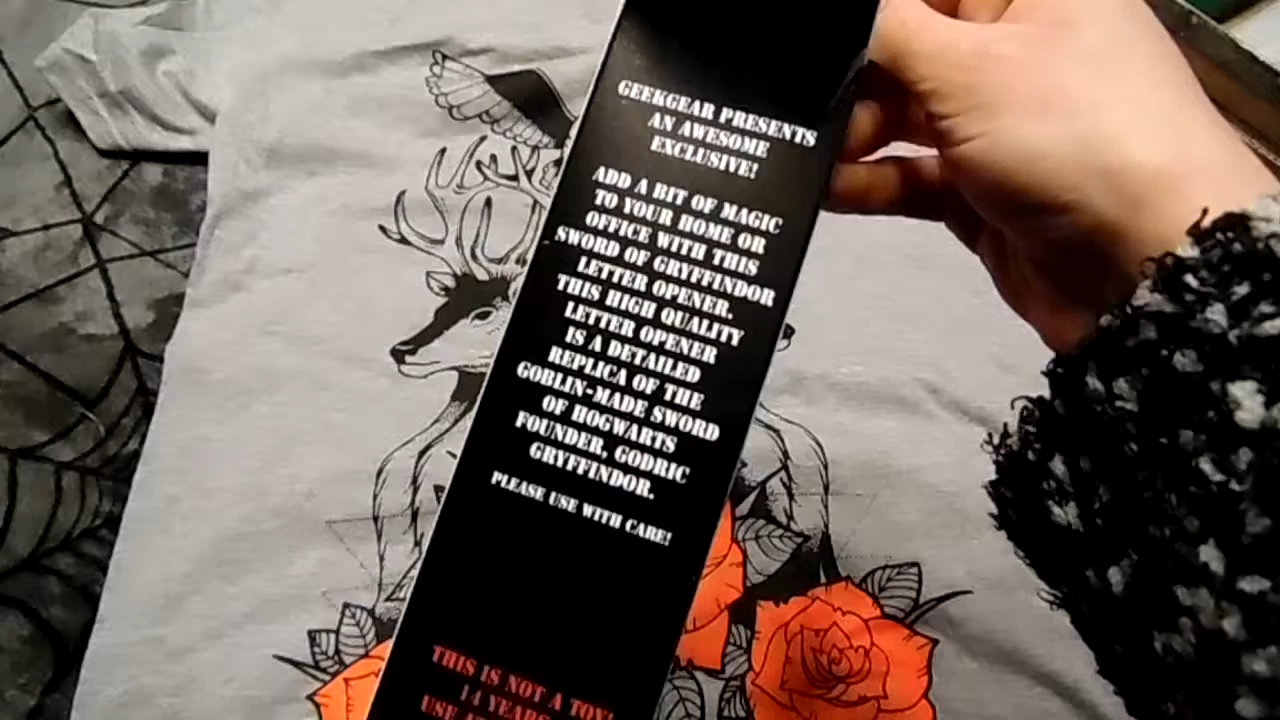 GEEKGEAR PRESENTS
AN AWESOME
EXCLUSIVE!
ADD A BIT OF MAGIC
TO YOUR HOME OR
OFFICE WITH THIS
SWORD OF GRYFFINDOR
LETTER OPENER.
THIS HIGH QUALITY
LETTER OPENER
IS A DETAILED
REPLICA OF THE
GOBLIN-MADE SWORD
OF HOGWARTS
FOUNDER, GODRIC
GRYFFINDOR.
PLEASE USE WITH CARE!
THIS IS NOT A TOY!
14 YEARS
USE